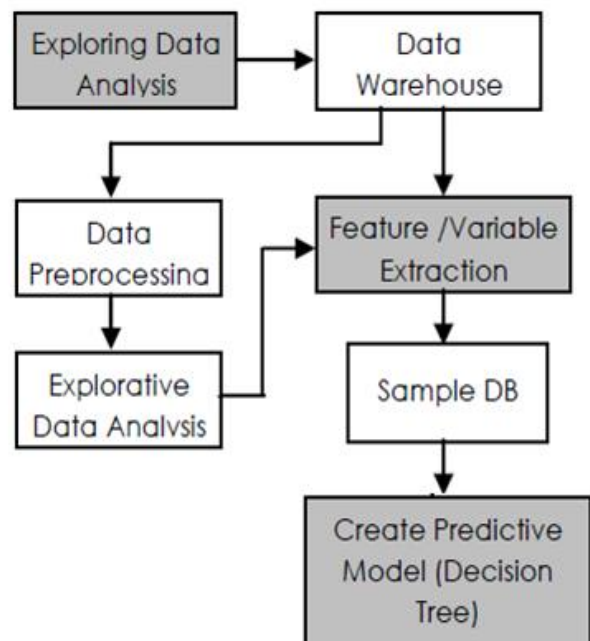 Exploring Data
Analysis
Data
Warehouse
Data
Preprocessing
Feature /Variable
Extraction
Explorative
Data Analysis
Sample DB
Create Predictive
Model (Decision
Tree)